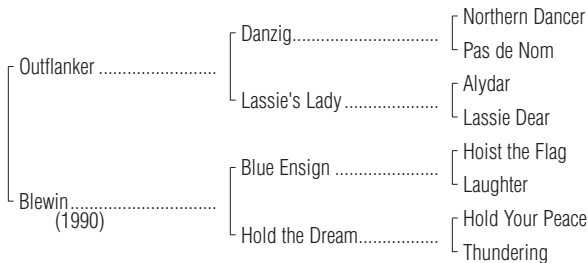 Northern Dancer
Danzig
Pas de Nom
Outflanker
Alydar
Lassie's Lady
Lassie Dear
Hoist the Flag
Blue Ensign
Laughter
Blewin
(1990)
Hold Your Peace
Hold the Dream
Thundering